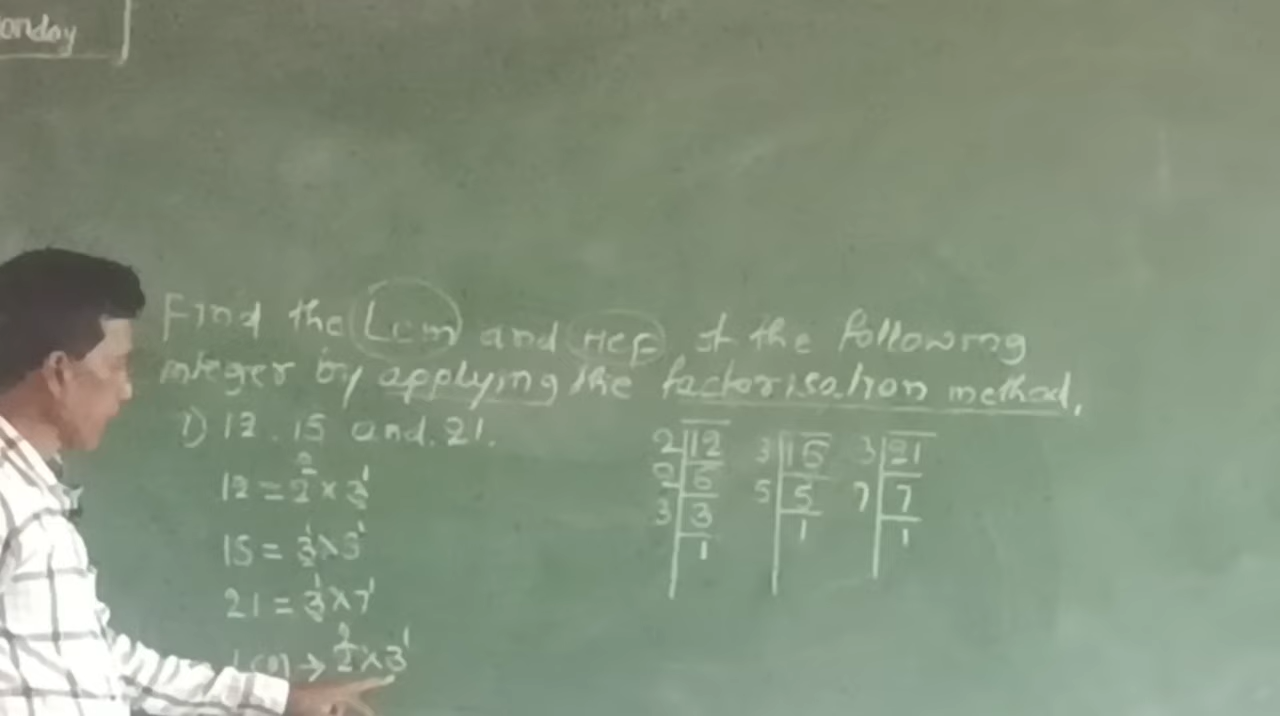 onday
Find the Lcm and HCF of the following
integer by applying the factorisation method.
1) 12, 15 and 21.
12 = 2² × 3¹
15 = 3¹ × 5¹
21 = 3¹ × 7¹
Lcm → 2² × 3¹
2 12
2 6
3 3
1
3 15
5 5
1
3 21
7 7
1